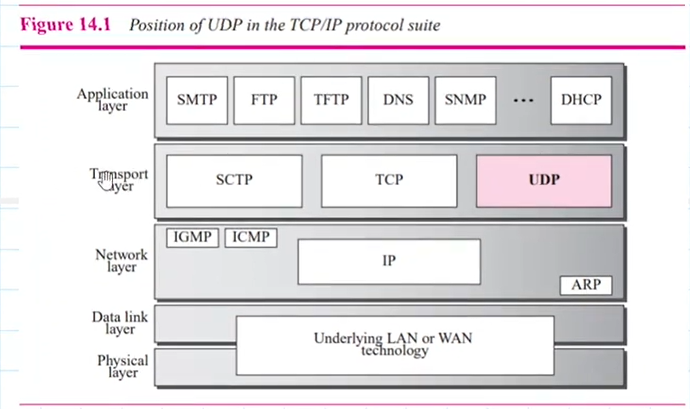 Figure 14.1 Position of UDP in the TCP/IP protocol suite
Application
layer
SMTP FTP TFTP DNS SNMP ... DHCP
Transport
layer
SCTP TCP UDP
IGMP ICMP
Network
layer
IP
ARP
Data link
layer
Underlying LAN or WAN
technology
Physical
layer